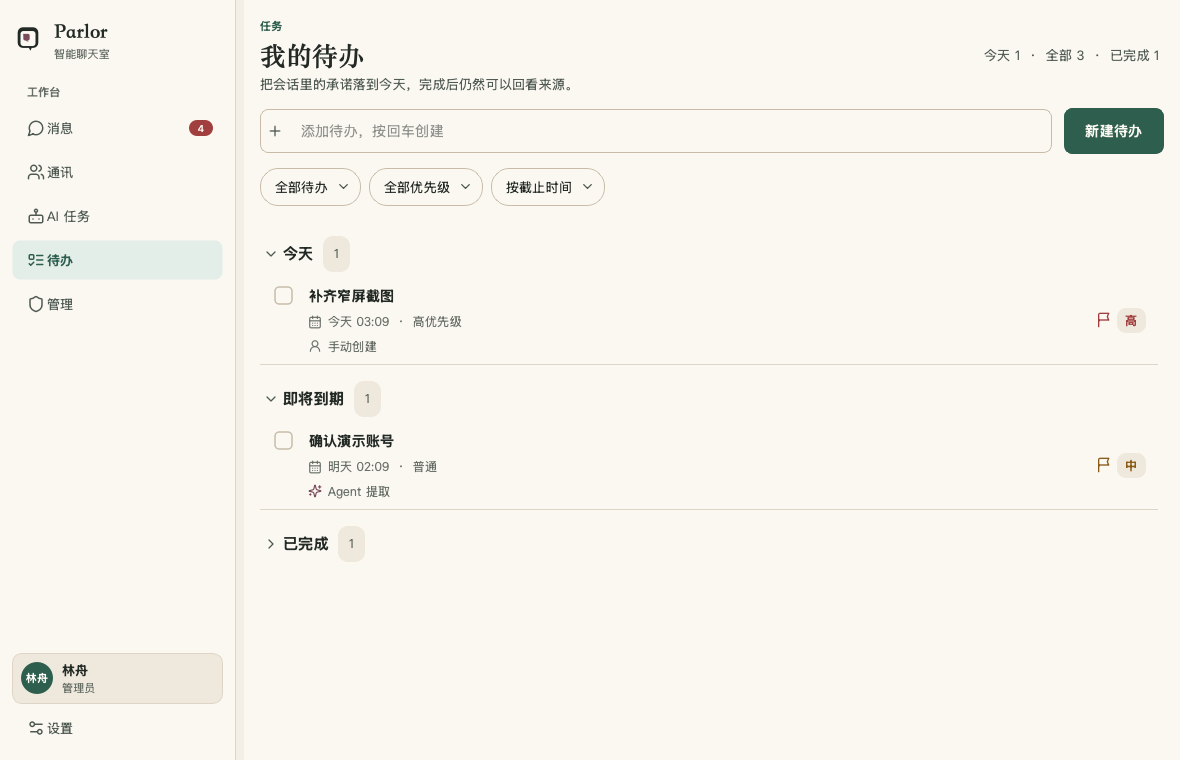 Parlor
智能聊天室
工作台
消息 4
通讯
AI 任务
待办
管理
林舟 林舟
管理员
设置
任务
我的待办
今天 1 · 全部 3 · 已完成 1
把会话里的承诺落到今天，完成后仍然可以回看来源。
添加待办，按回车创建
新建待办
全部待办 全部优先级 按截止时间
今天 1
补齐窄屏截图
今天 03:09 · 高优先级
高
手动创建
即将到期 1
确认演示账号
明天 02:09 · 普通
中
Agent 提取
已完成 1